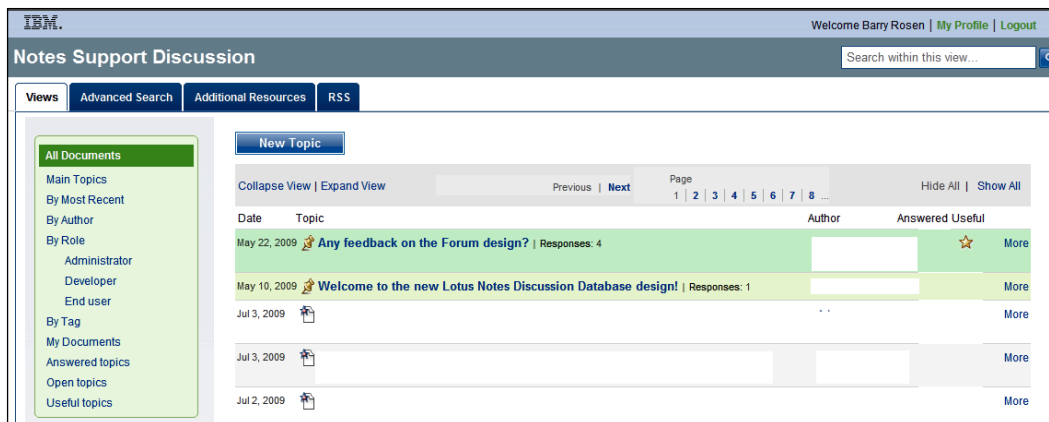 IBM.
Welcome Barry Rosen | My Profile | Logout
Notes Support Discussion
Search within this view...
Views
Advanced Search
Additional Resources
RSS
All Documents
Main Topics
By Most Recent
By Author
By Role
Administrator
Developer
End user
By Tag
My Documents
Answered topics
Open topics
Useful topics
New Topic
Collapse View | Expand View
Previous | Next
Page
1 | 2 | 3 | 4 | 5 | 6 | 7 | 8 ...
Hide All | Show All
Date Topic Author Answered Useful
May 22, 2009 Any feedback on the Forum design? | Responses: 4 More
May 10, 2009 Welcome to the new Lotus Notes Discussion Database design! | Responses: 1 More
Jul 3, 2009 More
Jul 3, 2009 More
Jul 2, 2009 More